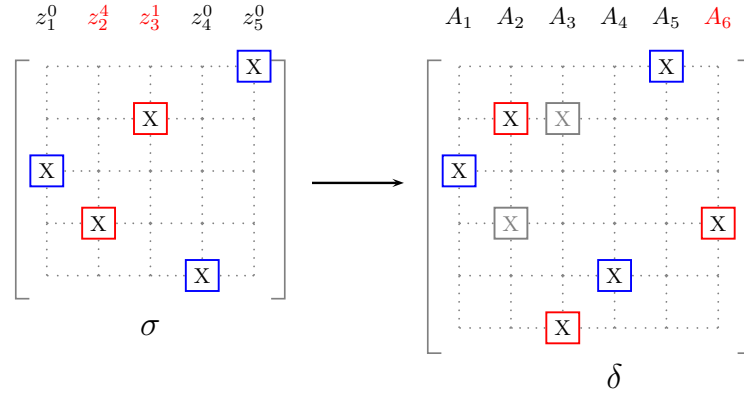 z_1^0 z_2^4 z_3^1 z_4^0 z_5^0
A_1 A_2 A_3 A_4 A_5 A_6
X
X
X
X
X
σ
X
X X
X
X X
X
X
δ